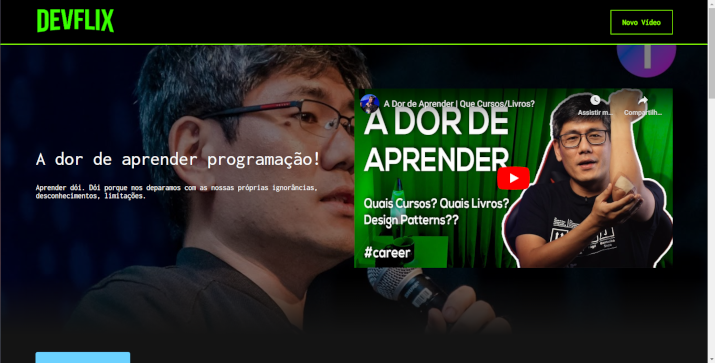 DEVFLIX
Novo Vídeo
A Dor de Aprender | Que Cursos/Livros?
Assistir m...
Compartilh...
A DOR DE
APRENDER
Quais Cursos? Quais Livros?
Design Patterns??
#career
A dor de aprender programação!
Aprender dói. Dói porque nos deparamos com as nossas próprias ignorâncias,
desconhecimentos, limitações.